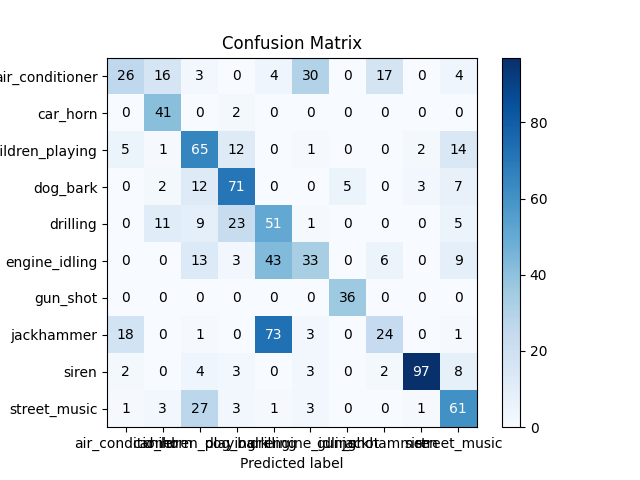 Confusion Matrix
air_conditioner 26 16 3 0 4 30 0 17 0 4
car_horn 0 41 0 2 0 0 0 0 0 0
ildren_playing 5 1 65 12 0 1 0 0 2 14
dog_bark 0 2 12 71 0 0 5 0 3 7
drilling 0 11 9 23 51 1 0 0 0 5
engine_idling 0 0 13 3 43 33 0 6 0 9
gun_shot 0 0 0 0 0 0 36 0 0 0
jackhammer 18 0 1 0 73 3 0 24 0 1
siren 2 0 4 3 0 3 0 2 97 8
street_music 1 3 27 3 1 3 0 0 1 61
street_music
Predicted label
80
60
40
20
0